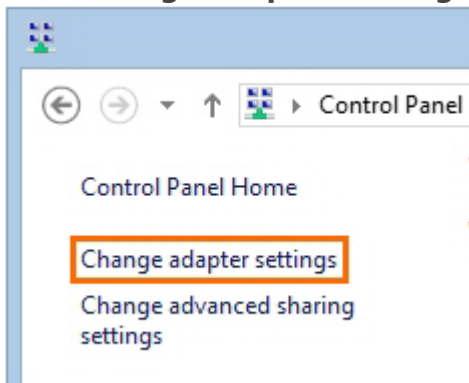 Control Panel
Control Panel Home
Change adapter settings
Change advanced sharing
settings